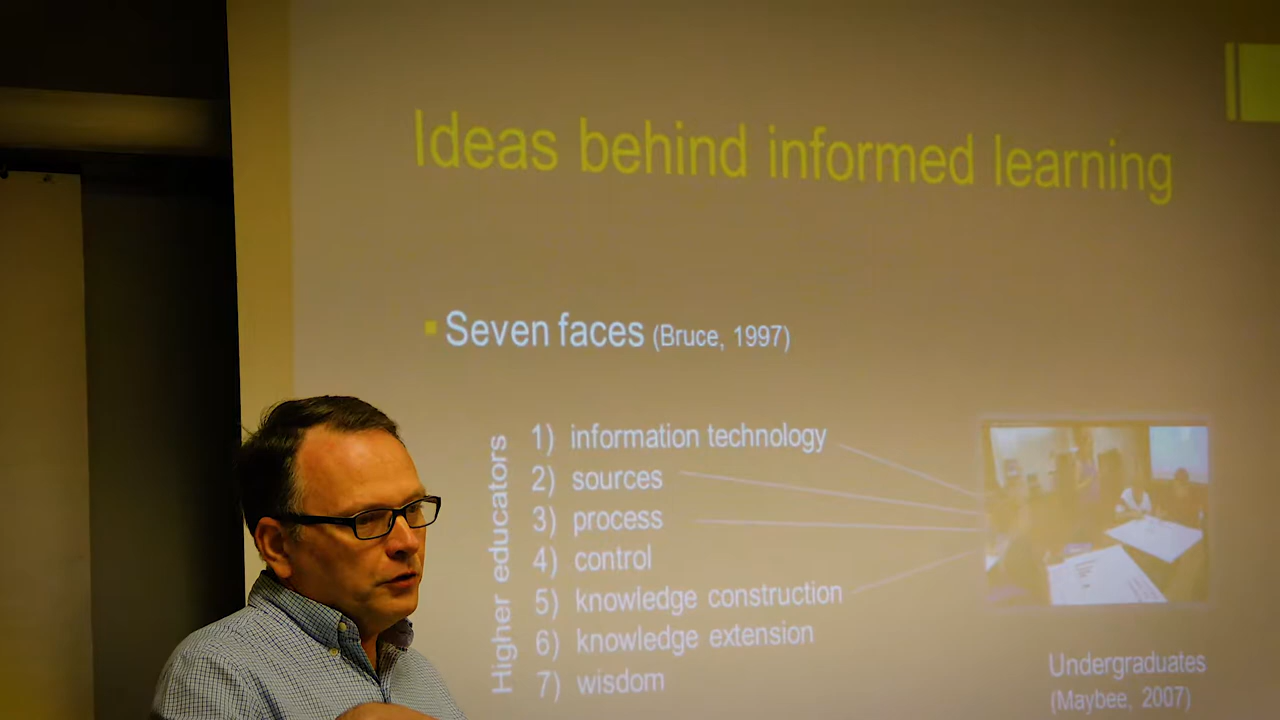 Ideas behind informed learning
Seven faces (Bruce, 1997)
Higher educators
1) information technology
2) sources
3) process
4) control
5) knowledge construction
6) knowledge extension
7) wisdom
Undergraduates
(Maybee, 2007)